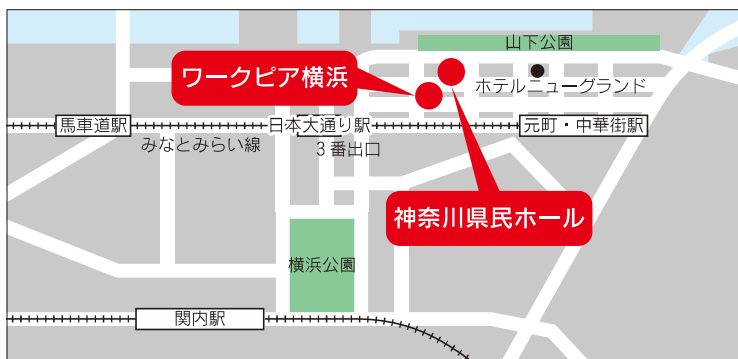 山下公園
ワークピア横浜
ホテルニューグランド
馬車道駅
日本大通り駅
元町・中華街駅
みなとみらい線
3番出口
神奈川県民ホール
横浜公園
関内駅